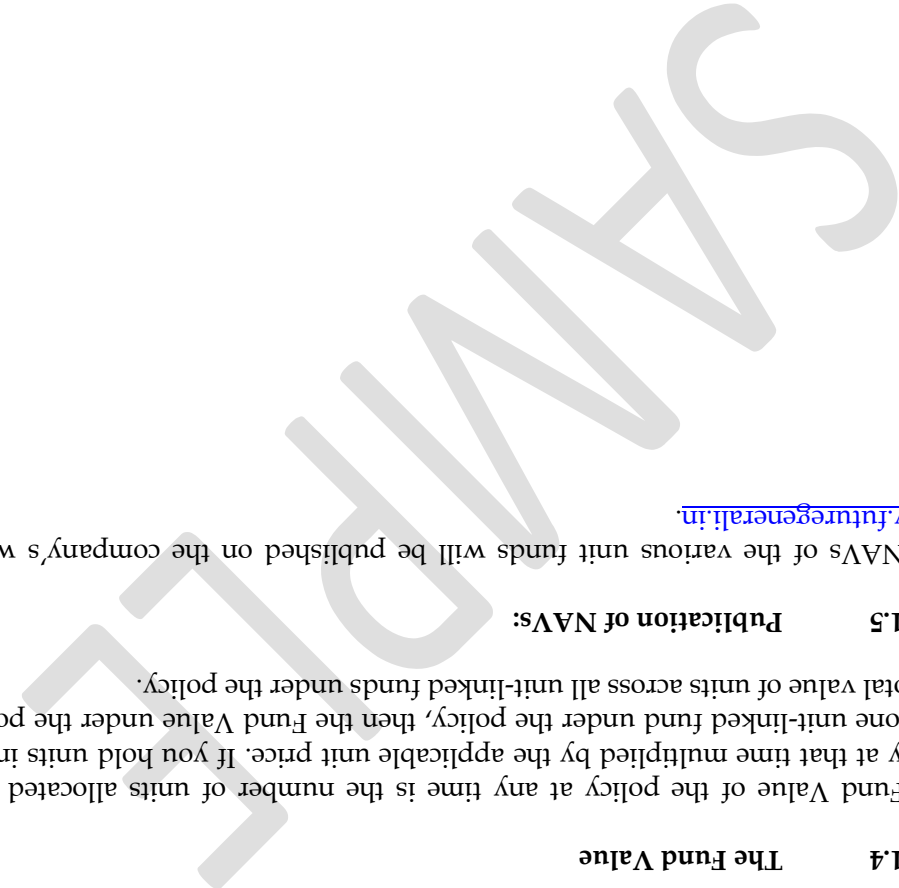 1.4 The Fund Value
Fund Value of the policy at any time is the number of units allocated
y at that time multiplied by the applicable unit price. If you hold units in
one unit-linked fund under the policy, then the Fund Value under the po
otal value of units across all unit-linked funds under the policy.
1.5 Publication of NAVs:
NAVs of the various unit funds will be published on the company's w
.futuregenerali.in.
SAMPLE